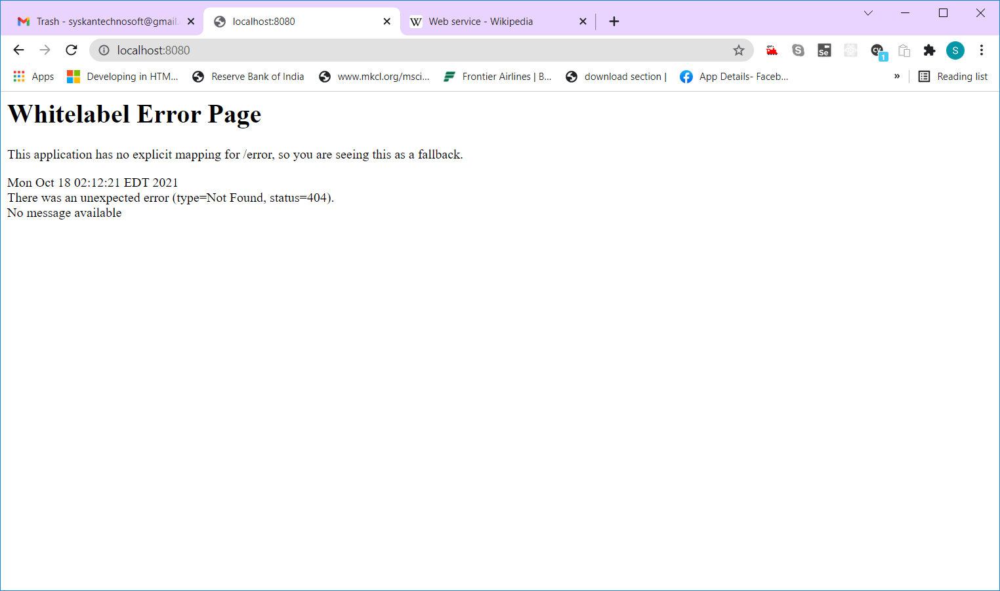 Trash - syskantechnosoft@gmail.
localhost:8080
Web service - Wikipedia
localhost:8080
Se
cy
1
S
Apps
Developing in HTM...
Reserve Bank of India
www.mkcl.org/msci...
Frontier Airlines | B...
download section |
App Details- Faceb...
»
Reading list
Whitelabel Error Page
This application has no explicit mapping for /error, so you are seeing this as a fallback.
Mon Oct 18 02:12:21 EDT 2021
There was an unexpected error (type=Not Found, status=404).
No message available